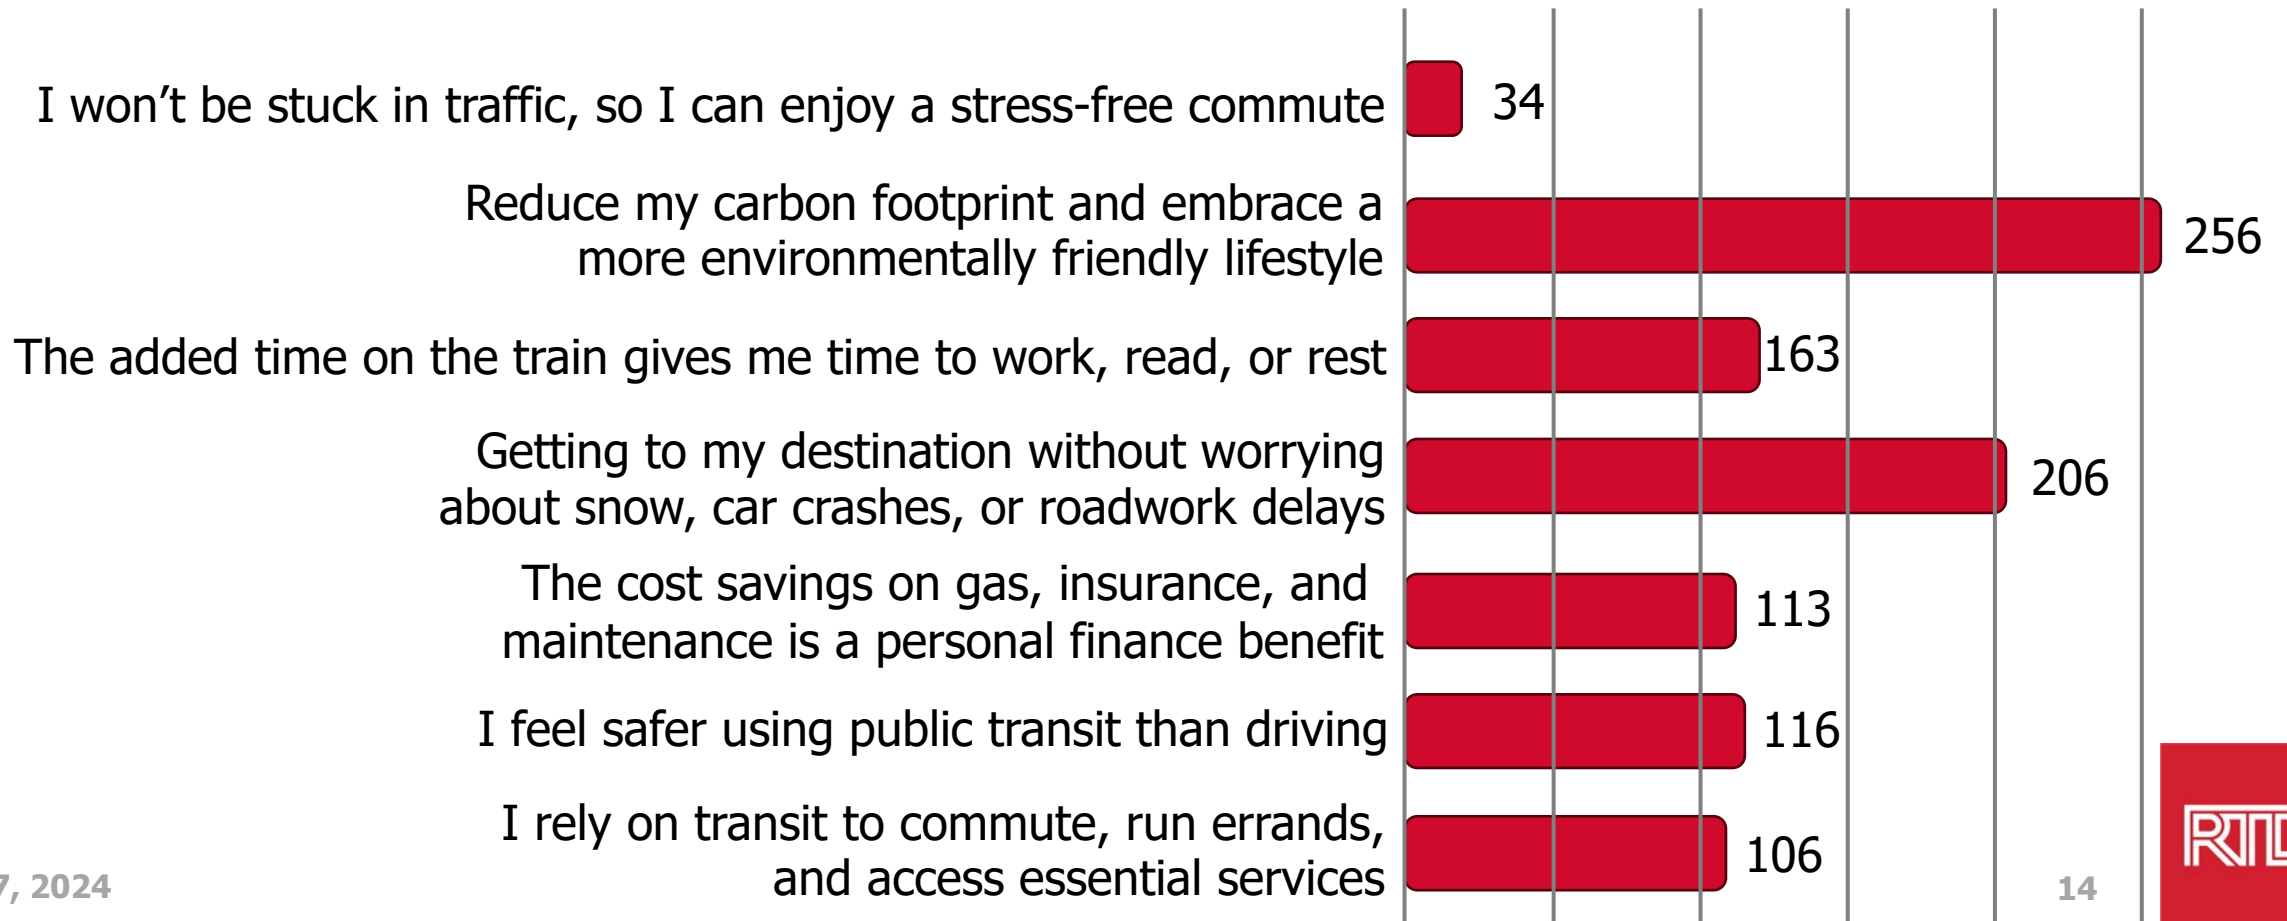 I won’t be stuck in traffic, so I can enjoy a stress-free commute
34
Reduce my carbon footprint and embrace a
more environmentally friendly lifestyle
256
The added time on the train gives me time to work, read, or rest
163
Getting to my destination without worrying
about snow, car crashes, or roadwork delays
206
The cost savings on gas, insurance, and
maintenance is a personal finance benefit
113
I feel safer using public transit than driving
116
I rely on transit to commute, run errands,
and access essential services
106
7, 2024
14
RTD